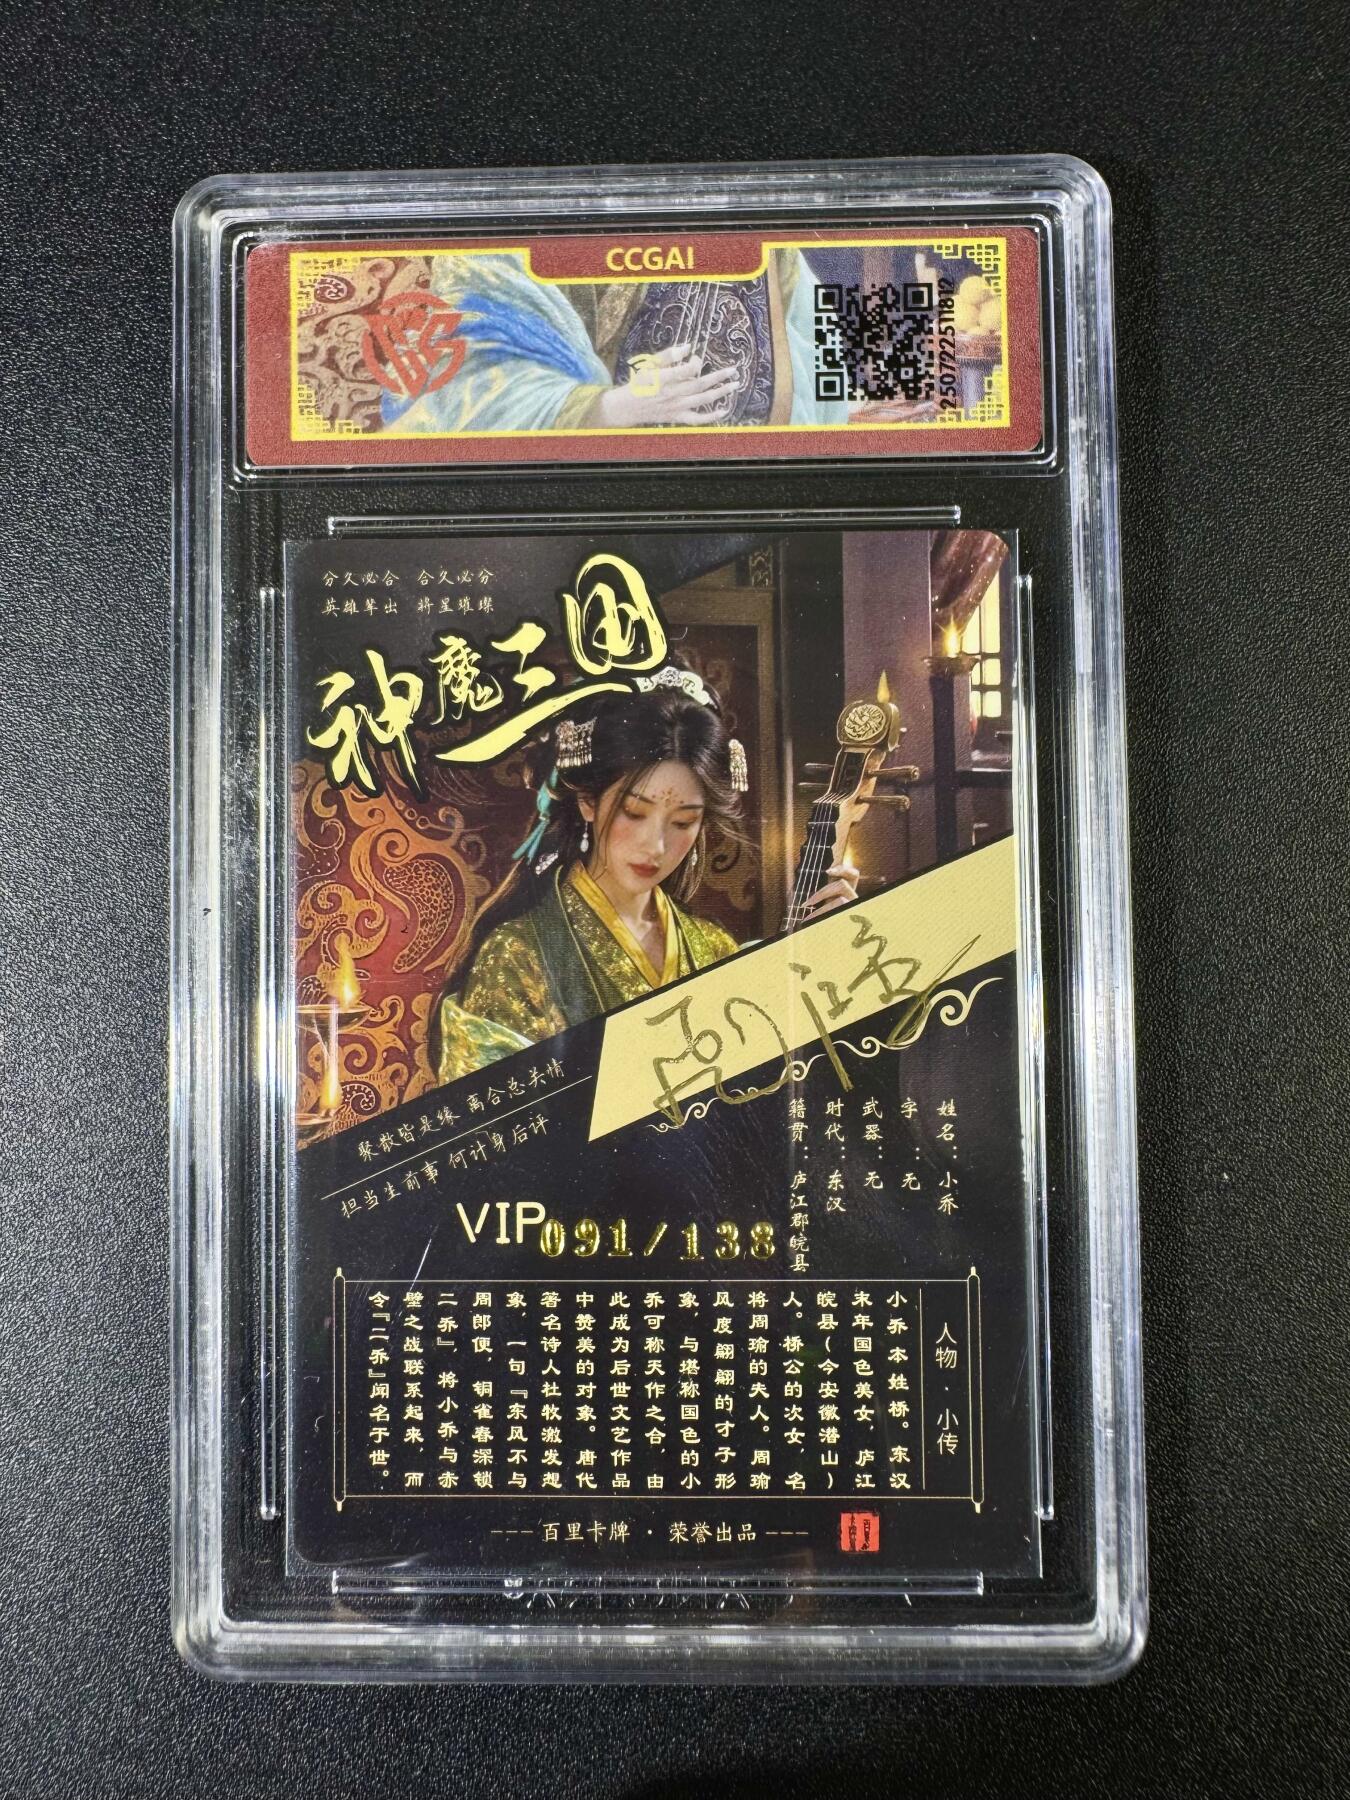 CCGAI
250722511812
分久必合 合久必分
英雄辈出 将星璀璨
神魔三国
聚散皆是缘 离合总关情
担当生前事 何计身后评
姓名：小乔
字：无
武器：无
时代：东汉
籍贯：庐江郡皖县
VIP 091/138
人物·小传
小乔本姓桥。东汉
末年国色美女，庐江
皖县(今安徽潜山)
人。桥公的次女，名
将周瑜的夫人。周瑜
风度翩翩的才子形
象，与堪称国色的小
乔可称天作之合，由
此成为后世文艺作品
中赞美的对象。唐代
著名诗人杜牧激发想
象，一句『东风不与
周郎便，铜雀春深锁
二乔』，将小乔与赤
壁之战联系起来，而
令『二乔』闻名于世。
---百里卡牌·荣誉出品---